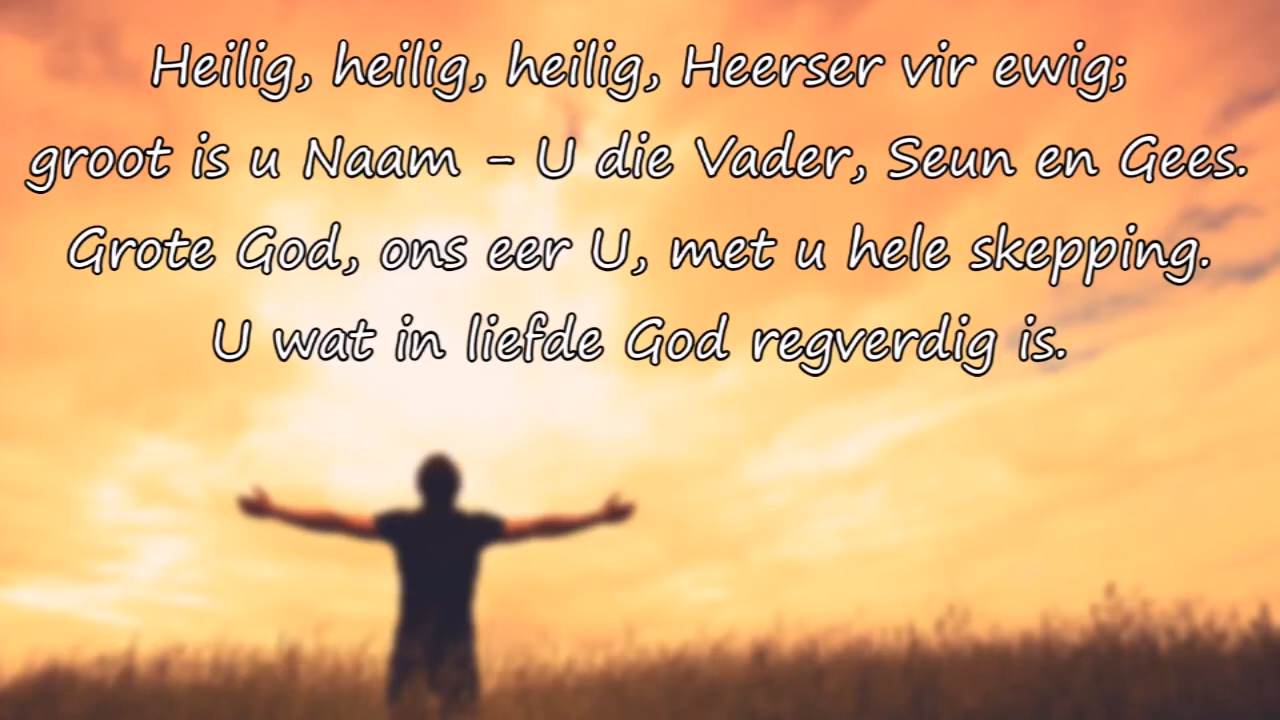 Heilig, heilig, heilig, Heerser vir ewig;
groot is u Naam - U die Vader, Seun en Gees.
Grote God, ons eer U, met u hele skepping.
U wat in liefde God regverdig is.